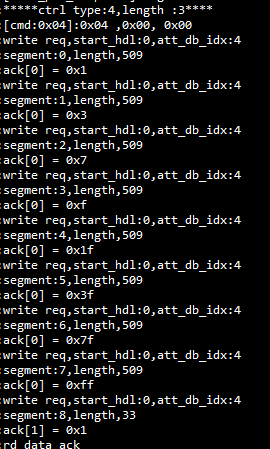 :*****ctrl type:4,length :3****
:[cmd:0x04]:0x04 ,0x00, 0x00
:write req,start_hdl:0,att_db_idx:4
:segment:0,length,509
:ack[0] = 0x1
:write req,start_hdl:0,att_db_idx:4
:segment:1,length,509
:ack[0] = 0x3
:write req,start_hdl:0,att_db_idx:4
:segment:2,length,509
:ack[0] = 0x7
:write req,start_hdl:0,att_db_idx:4
:segment:3,length,509
:ack[0] = 0xf
:write req,start_hdl:0,att_db_idx:4
:segment:4,length,509
:ack[0] = 0x1f
:write req,start_hdl:0,att_db_idx:4
:segment:5,length,509
:ack[0] = 0x3f
:write req,start_hdl:0,att_db_idx:4
:segment:6,length,509
:ack[0] = 0x7f
:write req,start_hdl:0,att_db_idx:4
:segment:7,length,509
:ack[0] = 0xff
:write req,start_hdl:0,att_db_idx:4
:segment:8,length,33
:ack[1] = 0x1
:rd data ack